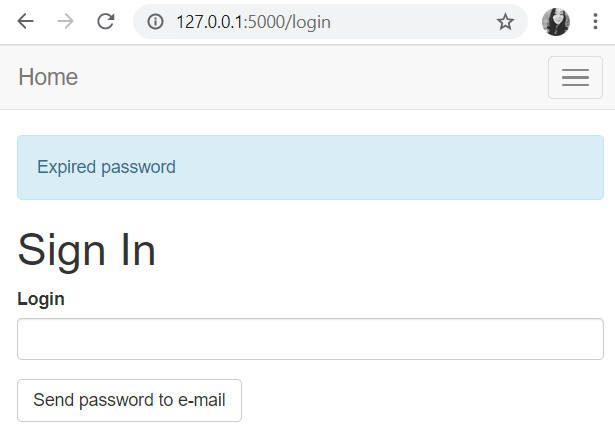 127.0.0.1:5000/login
Home
Expired password
Sign In
Login
Send password to e-mail